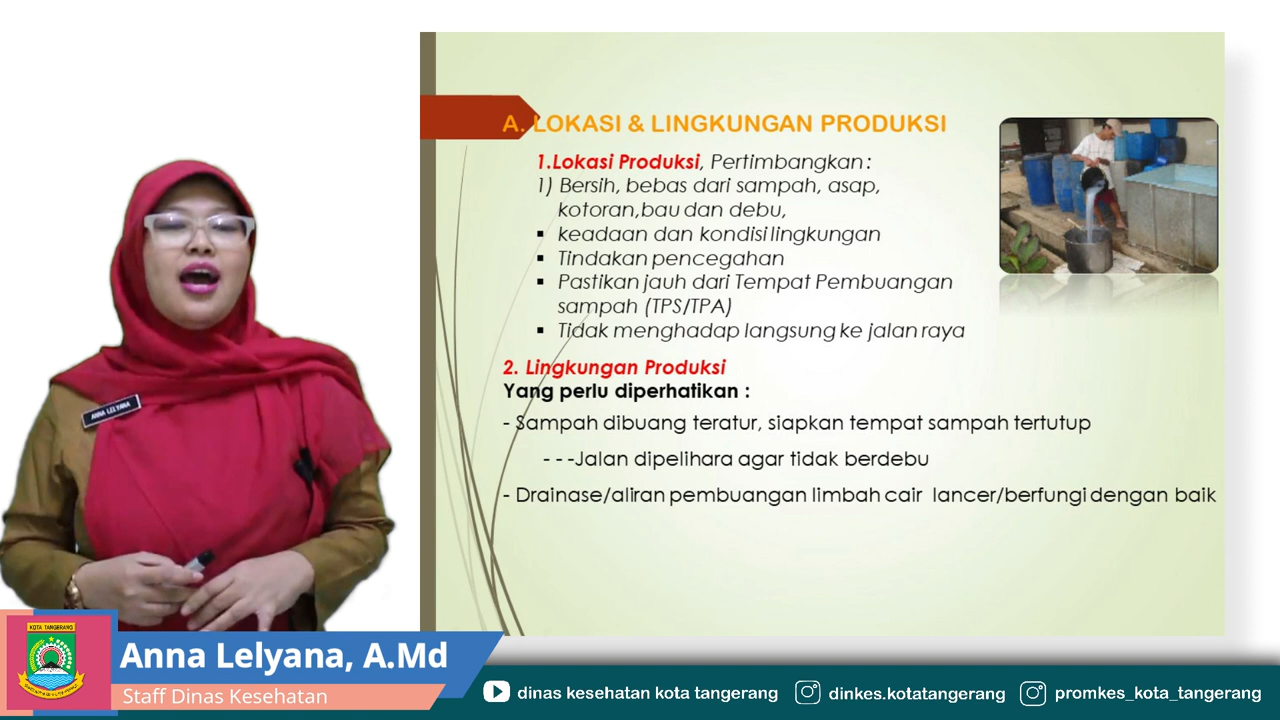 A. LOKASI & LINGKUNGAN PRODUKSI
1.Lokasi Produksi, Pertimbangkan :
1) Bersih, bebas dari sampah, asap,
kotoran,bau dan debu,
▪ keadaan dan kondisi lingkungan
▪ Tindakan pencegahan
▪ Pastikan jauh dari Tempat Pembuangan
sampah (TPS/TPA)
▪ Tidak menghadap langsung ke jalan raya
2. Lingkungan Produksi
Yang perlu diperhatikan :
- Sampah dibuang teratur, siapkan tempat sampah tertutup
- - -Jalan dipelihara agar tidak berdebu
- Drainase/aliran pembuangan limbah cair lancer/berfungi dengan baik
ANNA LELYANA
KOTA TANGERANG
Anna Lelyana, A.Md
Staff Dinas Kesehatan
dinas kesehatan kota tangerang
dinkes.kotatangerang
promkes_kota_tangerang